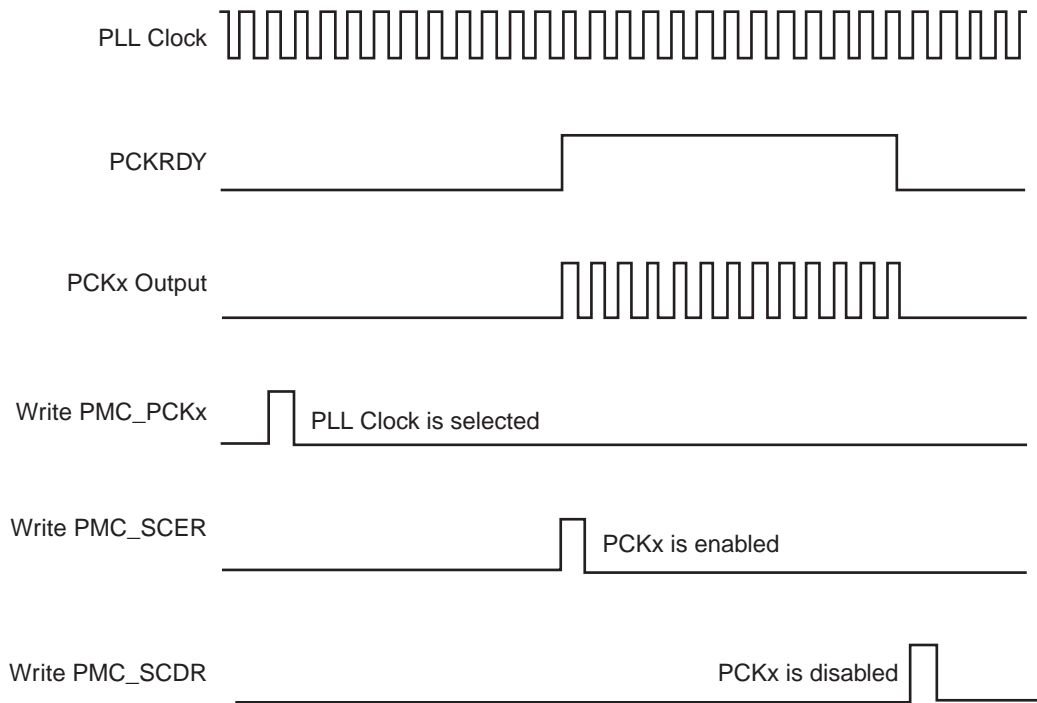 PLL Clock
PCKRDY
PCKx Output
Write PMC_PCKx
PLL Clock is selected
Write PMC_SCER
PCKx is enabled
Write PMC_SCDR
PCKx is disabled